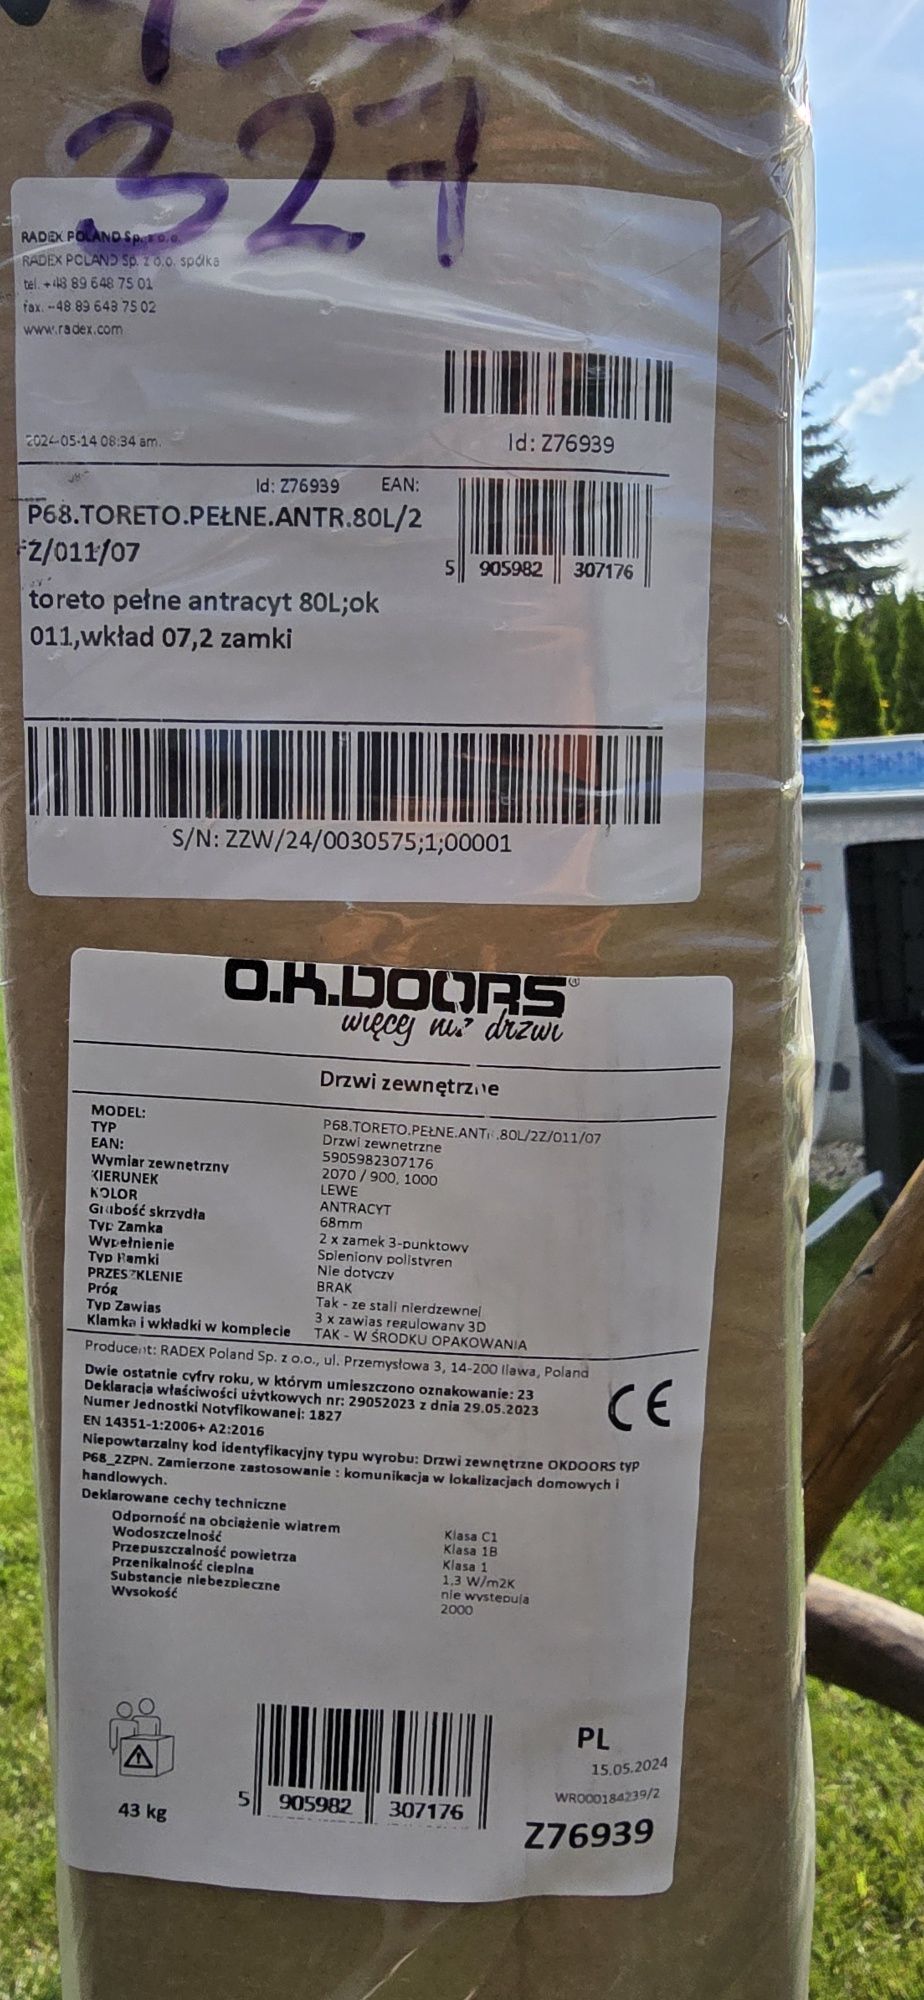 327
RADEX POLAND Sp. z o.o.
RADEX POLAND Sp. z o.o. spólka
tel. +48 89 648 75 01
fax. +48 89 648 75 02
www.radex.com
2024-05-14 08:34 am.
Id: Z76939
Id: Z76939 EAN:
P68.TORETO.PEŁNE.ANTR.80L/2
Z/011/07
5 905982 307176
toreto pełne antracyt 80L;ok
011,wkład 07,2 zamki
S/N: ZZW/24/0030575;1;00001
O.K.DOORS®
więcej niż drzwi
Drzwi zewnętrzne
MODEL: P68.TORETO.PEŁNE.ANTR.80L/2Z/011/07
TYP Drzwi zewnetrzne
EAN: 5905982307176
Wymiar zewnętrzny 2070 / 900, 1000
KIERUNEK LEWE
KOLOR ANTRACYT
Grubość skrzydła 68mm
Typ Zamka 2 x zamek 3-punktowy
Wypełnienie Spieniony polistyren
Typ Ramki Nie dotyczy
PRZESZKLENIE BRAK
Próg Tak - ze stali nierdzewnej
Typ Zawias 3 x zawias regulowany 3D
Klamka i wkładki w komplecie TAK - W ŚRODKU OPAKOWANIA
Producent: RADEX Poland Sp. z o.o., ul. Przemysłowa 3, 14-200 Iława, Poland
Dwie ostatnie cyfry roku, w którym umieszczono oznakowanie: 23
Deklaracja właściwości użytkowych nr: 29052023 z dnia 29.05.2023
Numer Jednostki Notyfikowanej: 1827
CE
EN 14351-1:2006+ A2:2016
Niepowtarzalny kod identyfikacyjny typu wyrobu: Drzwi zewnętrzne OKDOORS typ
P68_2ZPN. Zamierzone zastosowanie : komunikacja w lokalizacjach domowych i
handlowych.
Deklarowane cechy techniczne
Odporność na obciążenie wiatrem Klasa C1
Wodoszczelność Klasa 1B
Przepuszczalność powietrza Klasa 1
Przenikalność cieplna 1,3 W/m2K
Substancje niebezpieczne nie wystepuja
Wysokość 2000
43 kg
5 905982 307176
PL
15.05.2024
WR000184239/2
Z76939